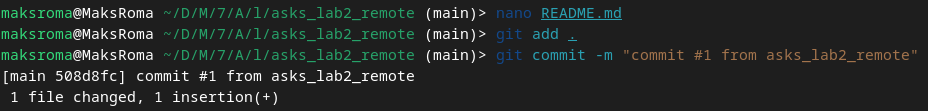 maksroma@MaksRoma ~/D/M/7/A/l/asks_lab2_remote (main)> nano README.md
maksroma@MaksRoma ~/D/M/7/A/l/asks_lab2_remote (main)> git add .
maksroma@MaksRoma ~/D/M/7/A/l/asks_lab2_remote (main)> git commit -m "commit #1 from asks_lab2_remote"
[main 508d8fc] commit #1 from asks_lab2_remote
 1 file changed, 1 insertion(+)